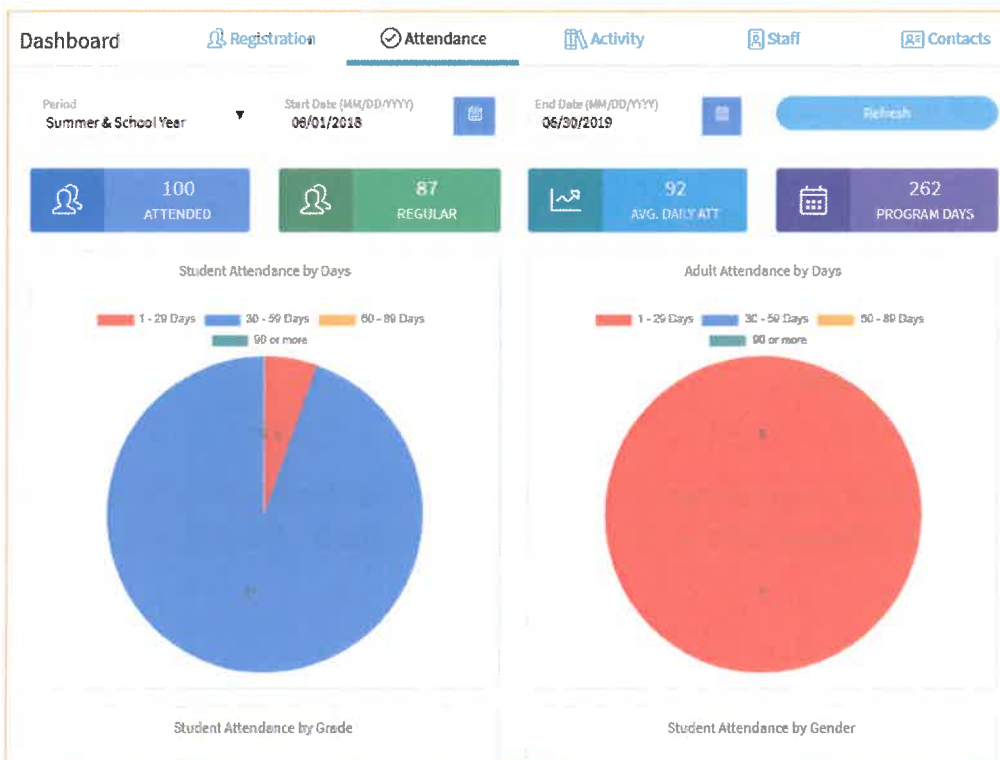 Dashboard Registration Attendance Activity Staff Contacts
Period Start Date (MM/DD/YYYY) End Date (MM/DD/YYYY)
Summer & School Year 06/01/2018 06/30/2019 Refresh
100 87 92 262
ATTENDED REGULAR AVG. DAILY ATT PROGRAM DAYS
Student Attendance by Days Adult Attendance by Days
1 - 29 Days 30 - 59 Days 60 - 89 Days 1 - 29 Days 30 - 59 Days 60 - 89 Days
90 or more 90 or more
Student Attendance by Grade Student Attendance by Gender